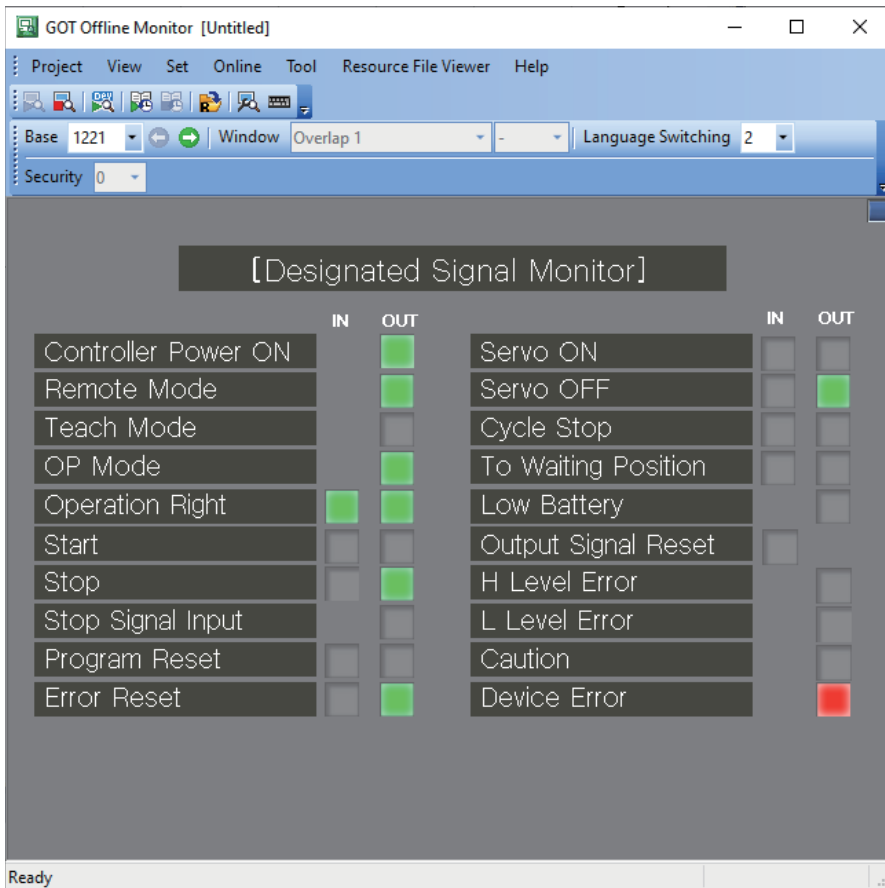 GOT Offline Monitor [Untitled]
Project View Set Online Tool Resource File Viewer Help
DEV
R
Base 1221 Window Overlap 1 - Language Switching 2
Security 0
[Designated Signal Monitor]
IN OUT
Controller Power ON
Remote Mode
Teach Mode
OP Mode
Operation Right
Start
Stop
Stop Signal Input
Program Reset
Error Reset
IN OUT
Servo ON
Servo OFF
Cycle Stop
To Waiting Position
Low Battery
Output Signal Reset
H Level Error
L Level Error
Caution
Device Error
Ready